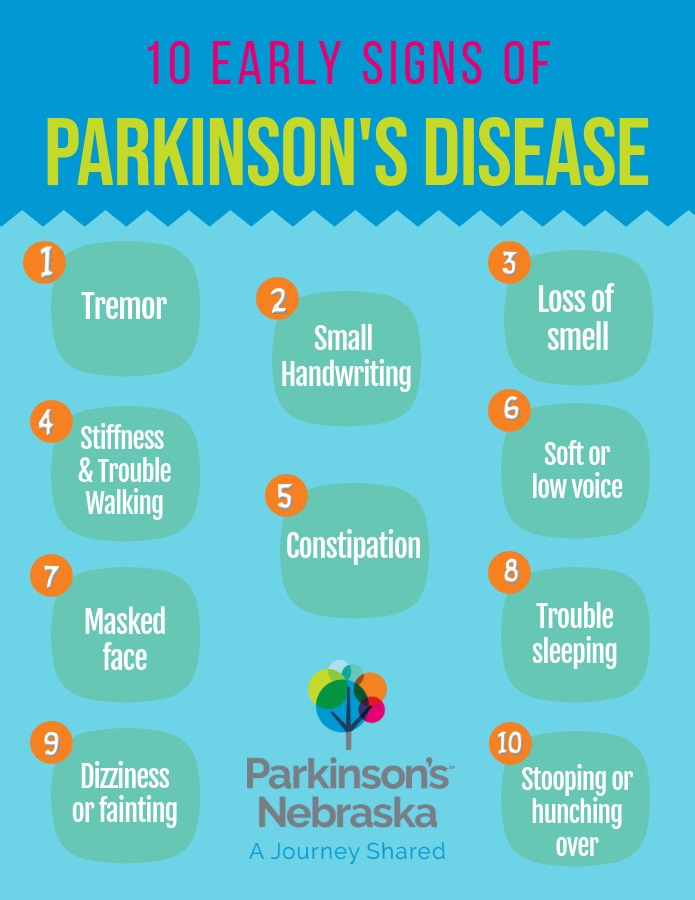 10 EARLY SIGNS OF
PARKINSON'S DISEASE
1
Tremor
2
Small
Handwriting
3
Loss of
smell
4
Stiffness
& Trouble
Walking
5
Constipation
6
Soft or
low voice
7
Masked
face
8
Trouble
sleeping
9
Dizziness
or fainting
10
Stooping or
hunching
over
Parkinson's℠
Nebraska
A Journey Shared